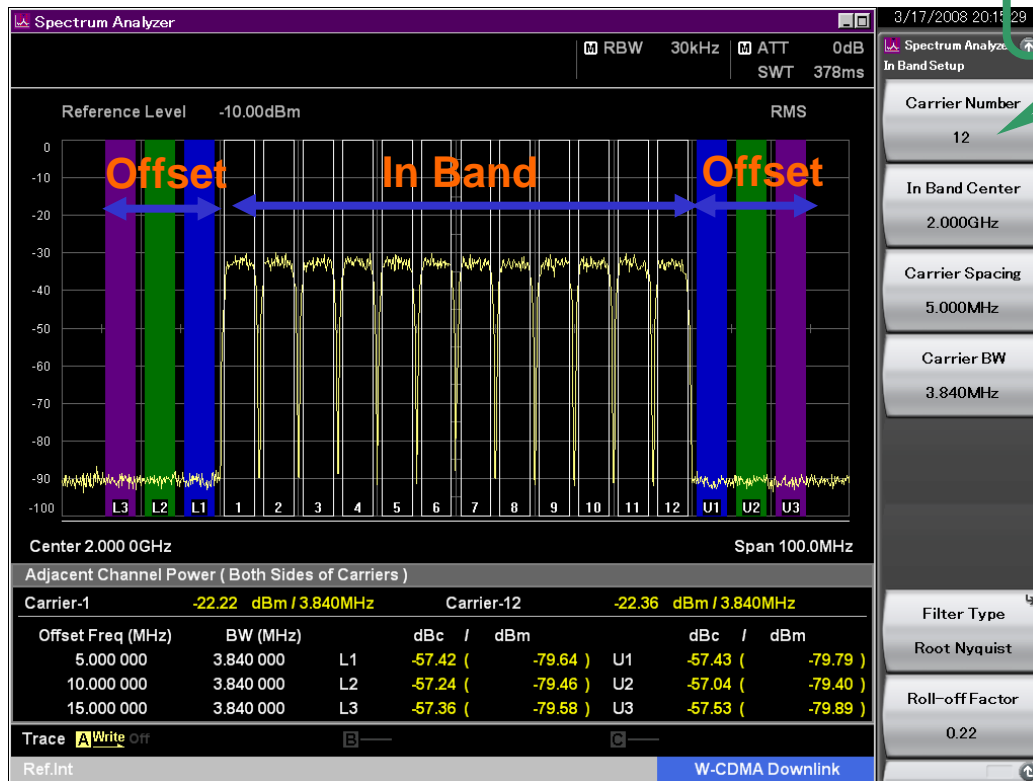 Spectrum Analyzer
M RBW 30kHz M ATT 0dB
SWT 378ms
Reference Level -10.00dBm RMS
0
-10
-20
-30
-40
-50
-60
-70
-80
-90
-100
Offset In Band Offset
L3 L2 L1 1 2 3 4 5 6 7 8 9 10 11 12 U1 U2 U3
Center 2.000 0GHz Span 100.0MHz
Adjacent Channel Power ( Both Sides of Carriers )
Carrier-1 -22.22 dBm / 3.840MHz Carrier-12 -22.36 dBm / 3.840MHz
Offset Freq (MHz) BW (MHz) dBc / dBm dBc / dBm
5.000 000 3.840 000 L1 -57.42 ( -79.64 ) U1 -57.43 ( -79.79 )
10.000 000 3.840 000 L2 -57.24 ( -79.46 ) U2 -57.04 ( -79.40 )
15.000 000 3.840 000 L3 -57.36 ( -79.58 ) U3 -57.53 ( -79.89 )
Trace A Write Off B C
Ref.Int W-CDMA Downlink
3/17/2008 20:15:29
Spectrum Analyze
In Band Setup
Carrier Number
12
In Band Center
2.000GHz
Carrier Spacing
5.000MHz
Carrier BW
3.840MHz
Filter Type
Root Nyquist
Roll-off Factor
0.22